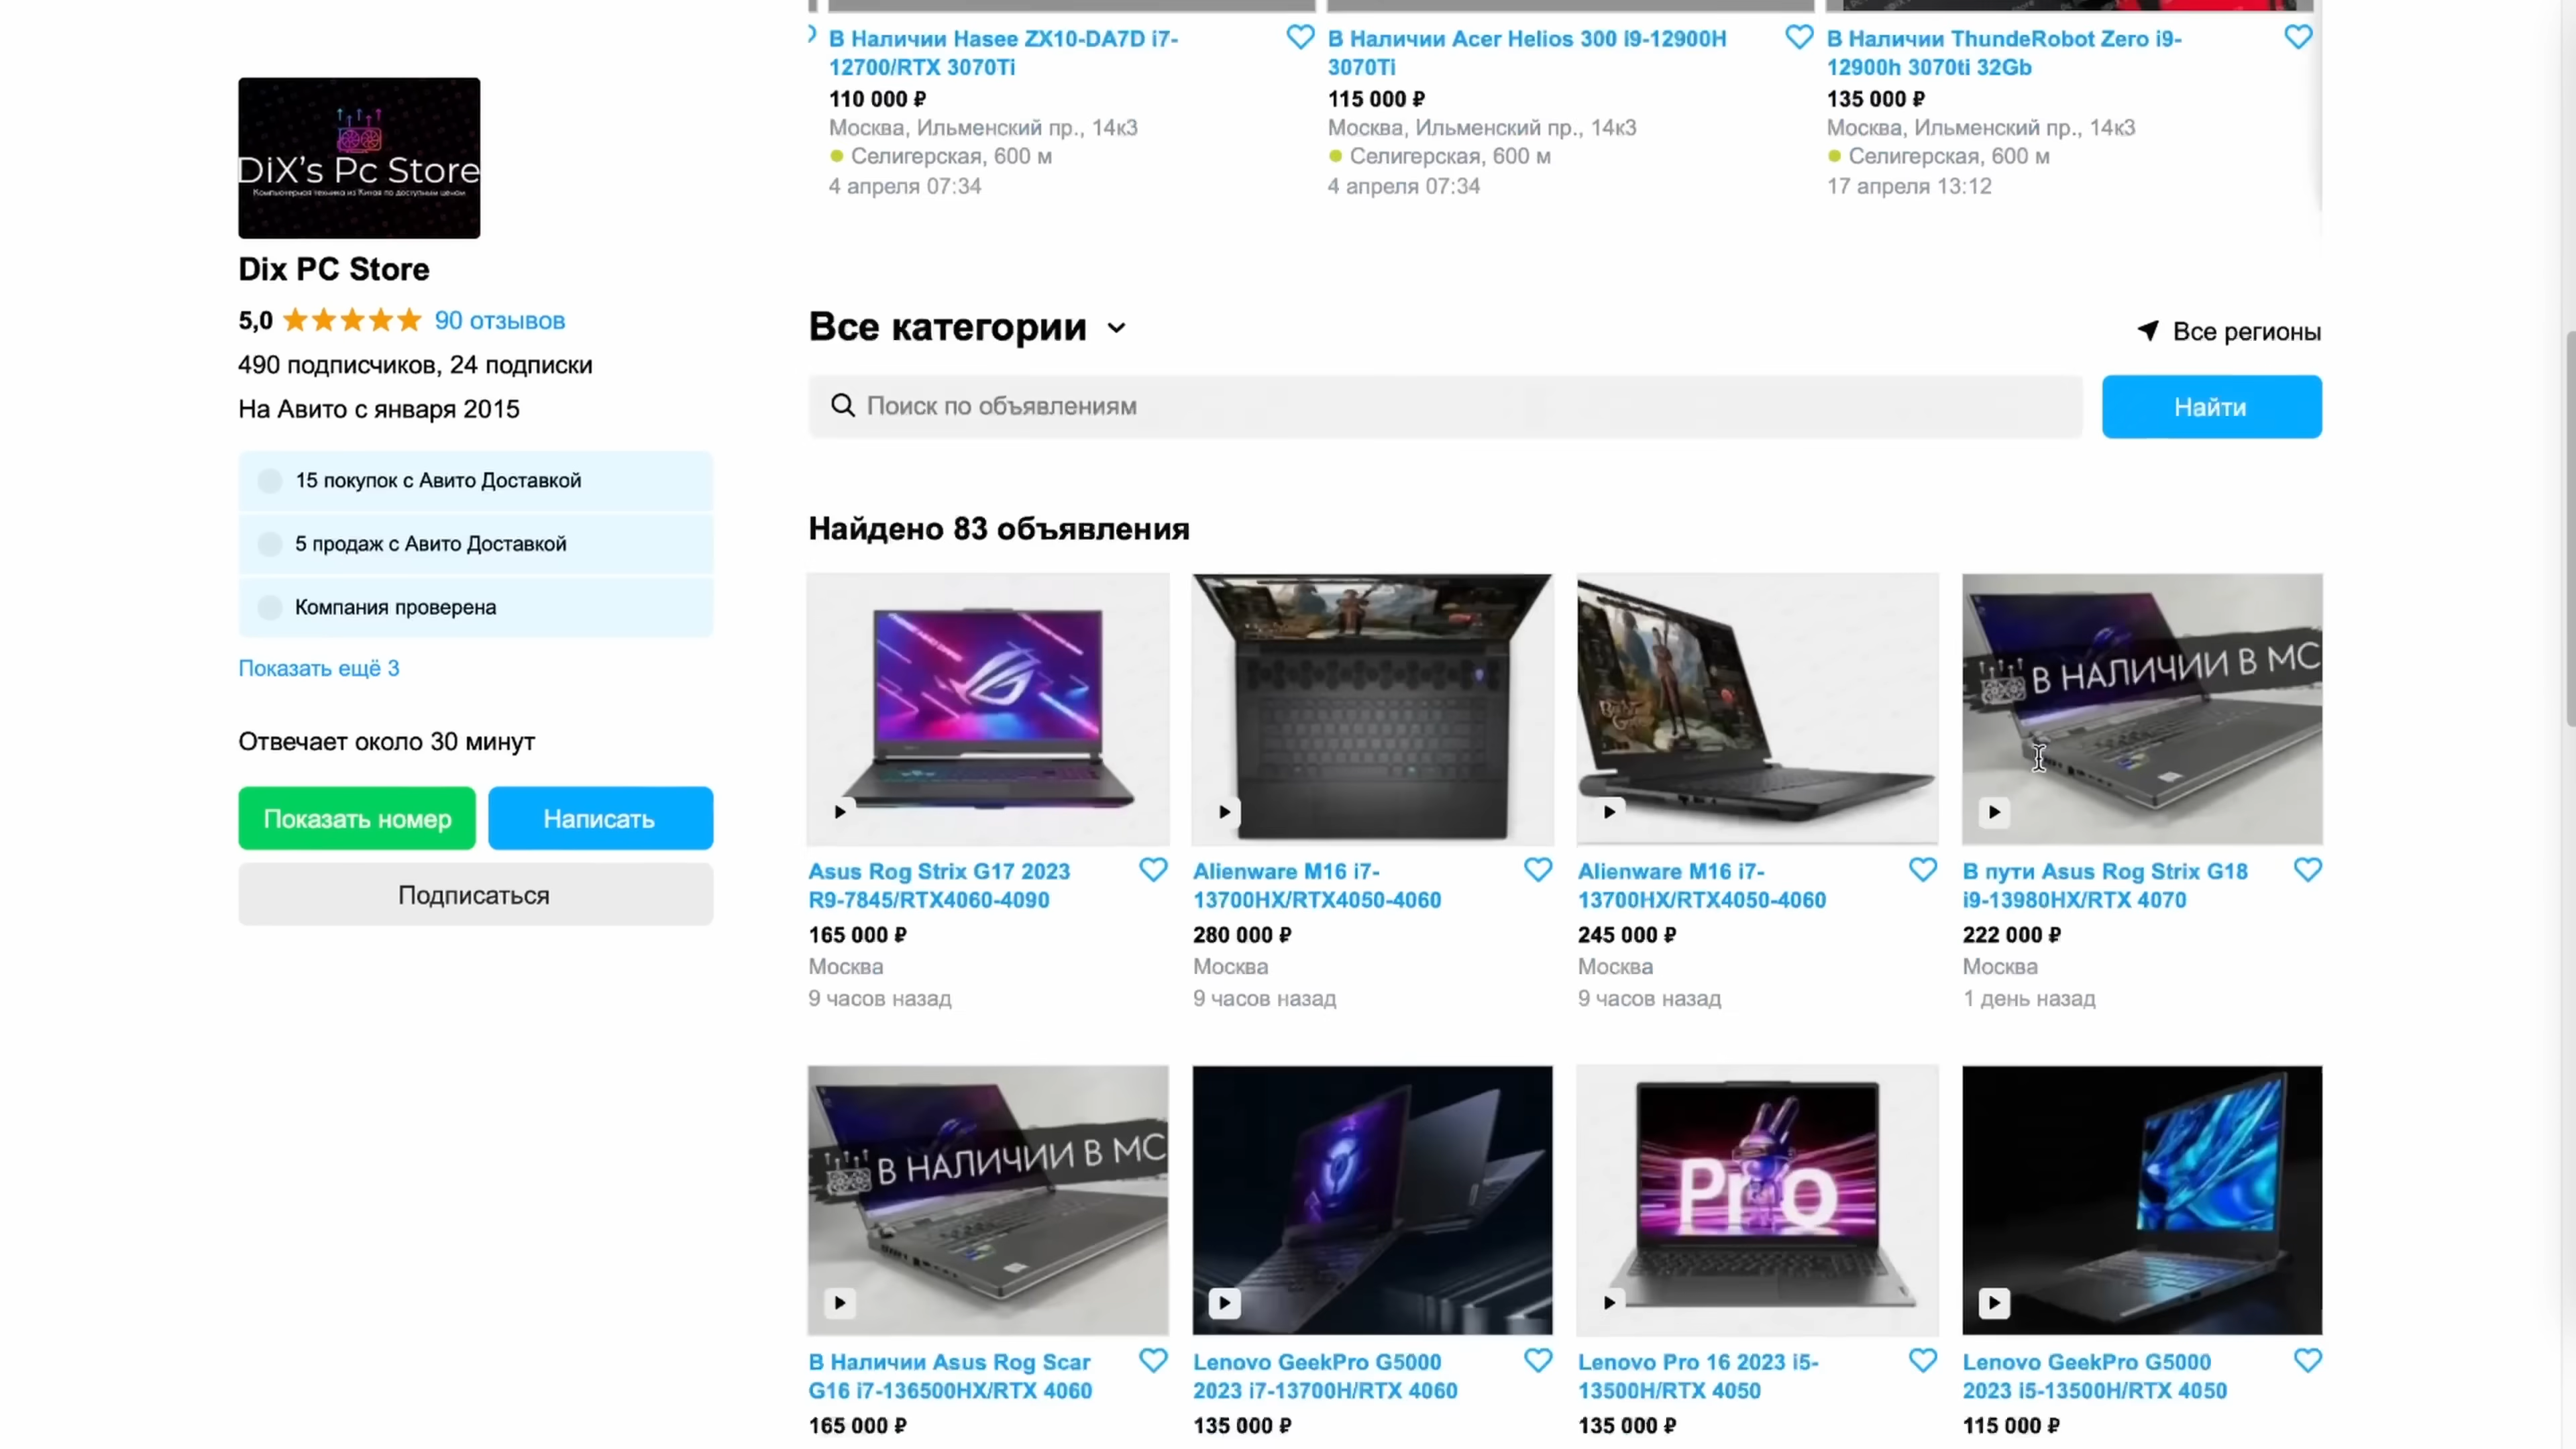 В Наличии Hasee ZX10-DA7D i7-
12700/RTX 3070Ti
110 000 ₽
Москва, Ильменский пр., 14к3
Селигерская, 600 м
4 апреля 07:34
В Наличии Acer Helios 300 I9-12900H
3070Ti
115 000 ₽
Москва, Ильменский пр., 14к3
Селигерская, 600 м
4 апреля 07:34
В Наличии ThundeRobot Zero i9-
12900h 3070ti 32Gb
135 000 ₽
Москва, Ильменский пр., 14к3
Селигерская, 600 м
17 апреля 13:12
DiX's Pc Store
Компьютерная техника из Китая по доступным ценам
Dix PC Store
5,0 90 отзывов
490 подписчиков, 24 подписки
На Авито с января 2015
15 покупок с Авито Доставкой
5 продаж с Авито Доставкой
Компания проверена
Показать ещё 3
Отвечает около 30 минут
Показать номер
Написать
Подписаться
Все категории
Все регионы
Поиск по объявлениям
Найти
Найдено 83 объявления
В НАЛИЧИИ В МС
Asus Rog Strix G17 2023
R9-7845/RTX4060-4090
165 000 ₽
Москва
9 часов назад
Alienware M16 i7-
13700HX/RTX4050-4060
280 000 ₽
Москва
9 часов назад
Alienware M16 i7-
13700HX/RTX4050-4060
245 000 ₽
Москва
9 часов назад
В пути Asus Rog Strix G18
i9-13980HX/RTX 4070
222 000 ₽
Москва
1 день назад
В НАЛИЧИИ В МС
Pro
В Наличии Asus Rog Scar
G16 i7-136500HX/RTX 4060
165 000 ₽
Lenovo GeekPro G5000
2023 i7-13700H/RTX 4060
135 000 ₽
Lenovo Pro 16 2023 i5-
13500H/RTX 4050
135 000 ₽
Lenovo GeekPro G5000
2023 i5-13500H/RTX 4050
115 000 ₽